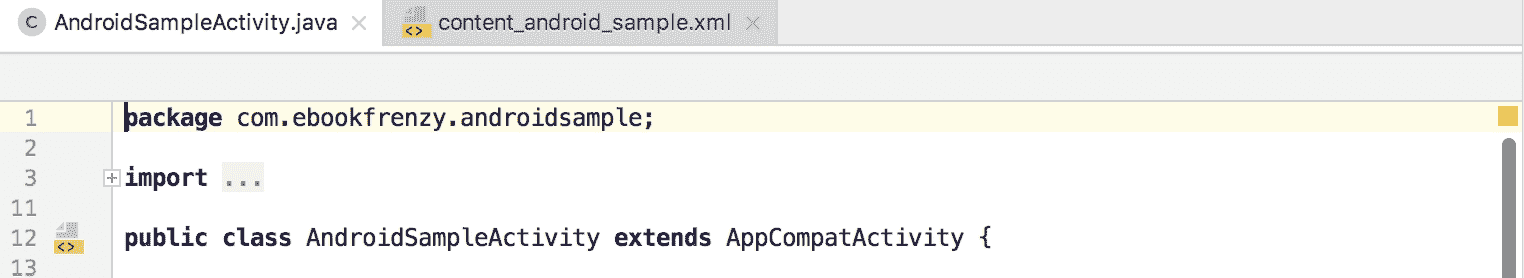 C AndroidSampleActivity.java content_android_sample.xml
1 package com.ebookfrenzy.androidsample;
2
3 import ...
11
12 <> public class AndroidSampleActivity extends AppCompatActivity {
13